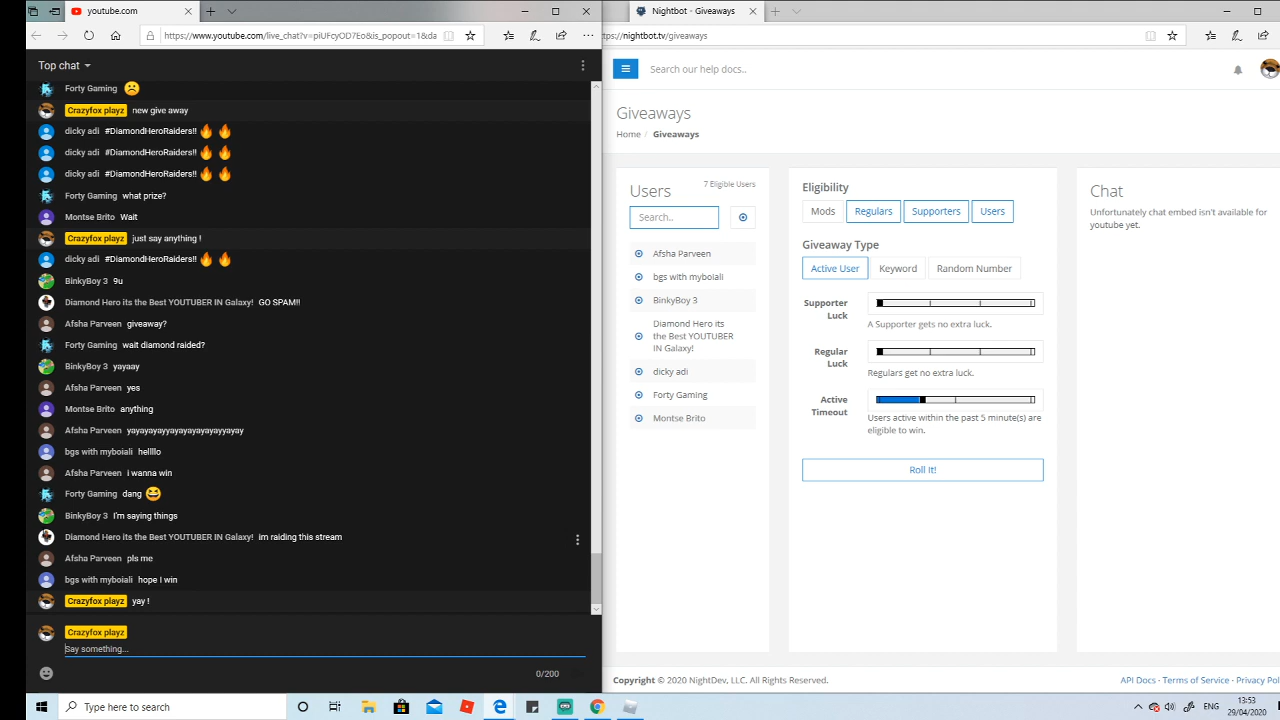 youtube.com
https://www.youtube.com/live_chat?v=piUFcyOD7Eo&is_popout=1&da
Top chat
Forty Gaming ☹️
Crazyfox playz new give away
dicky adi #DiamondHeroRaiders!! 🔥 🔥
dicky adi #DiamondHeroRaiders!! 🔥 🔥
dicky adi #DiamondHeroRaiders!! 🔥 🔥
Forty Gaming what prize?
Montse Brito Wait
Crazyfox playz just say anything !
dicky adi #DiamondHeroRaiders!! 🔥 🔥
BinkyBoy 3 9u
Diamond Hero its the Best YOUTUBER IN Galaxy! GO SPAM!!
Afsha Parveen giveaway?
Forty Gaming wait diamond raided?
BinkyBoy 3 yayaay
Afsha Parveen yes
Montse Brito anything
Afsha Parveen yayayayayyayayayayayayyayay
bgs with myboiali hellllo
Afsha Parveen i wanna win
Forty Gaming dang 😆
BinkyBoy 3 I'm saying things
Diamond Hero its the Best YOUTUBER IN Galaxy! im raiding this stream
Afsha Parveen pls me
bgs with myboiali hope I win
Crazyfox playz yay !
Crazyfox playz
Say something...
0/200
Nightbot - Giveaways
tps://nightbot.tv/giveaways
Search our help docs..
Giveaways
Home / Giveaways
Users
7 Eligible Users
Search..
Afsha Parveen
bgs with myboiali
BinkyBoy 3
Diamond Hero its
the Best YOUTUBER
IN Galaxy!
dicky adi
Forty Gaming
Montse Brito
Eligibility
Mods Regulars Supporters Users
Giveaway Type
Active User Keyword Random Number
Supporter
Luck
A Supporter gets no extra luck.
Regular
Luck
Regulars get no extra luck.
Active
Timeout
Users active within the past 5 minute(s) are
eligible to win.
Roll It!
Chat
Unfortunately chat embed isn't available for
youtube yet.
Copyright © 2020 NightDev, LLC. All Rights Reserved.
API Docs - Terms of Service - Privacy Pol
Type here to search
ENG
13:53
29/04/2020